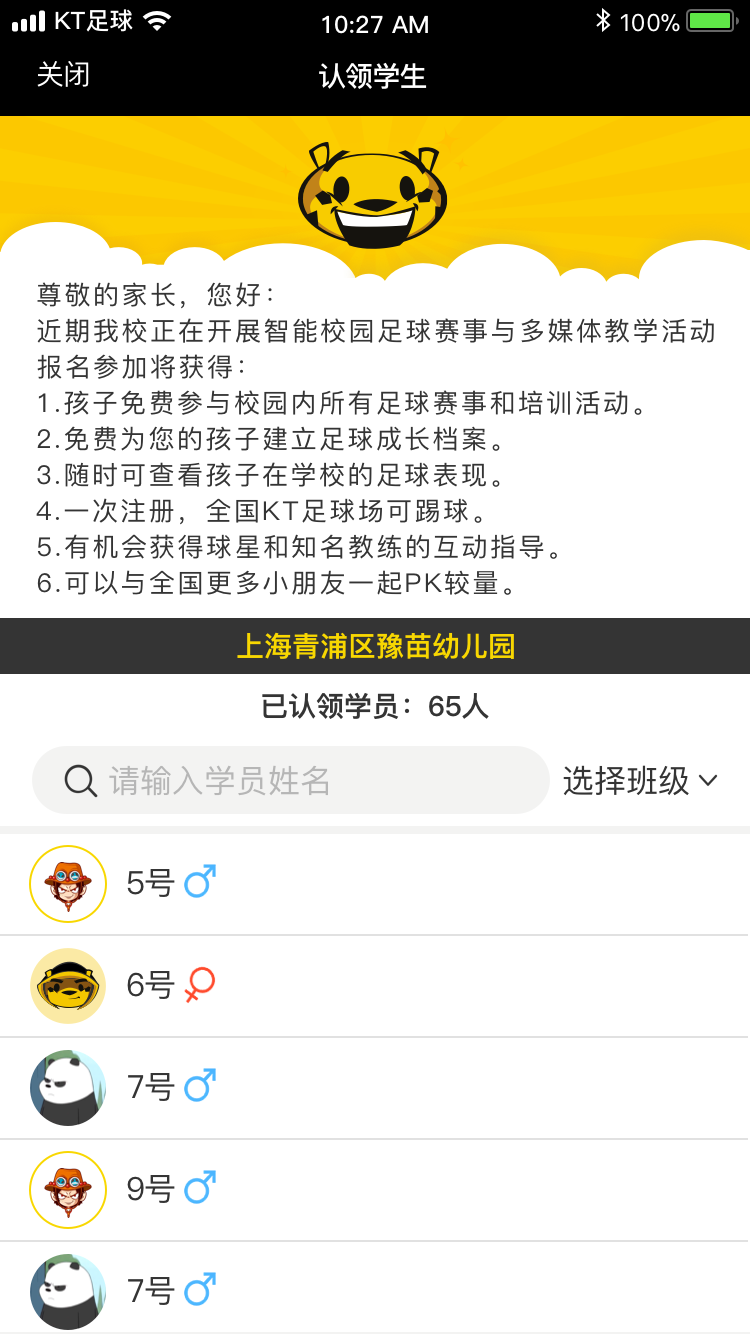 KT足球
10:27 AM
100%
关闭
认领学生
尊敬的家长，您好：
近期我校正在开展智能校园足球赛事与多媒体教学活动
报名参加将获得：
1.孩子免费参与校园内所有足球赛事和培训活动。
2.免费为您的孩子建立足球成长档案。
3.随时可查看孩子在学校的足球表现。
4.一次注册，全国KT足球场可踢球。
5.有机会获得球星和知名教练的互动指导。
6.可以与全国更多小朋友一起PK较量。
上海青浦区豫苗幼儿园
已认领学员：65人
请输入学员姓名
选择班级
5号
6号
7号
9号
7号